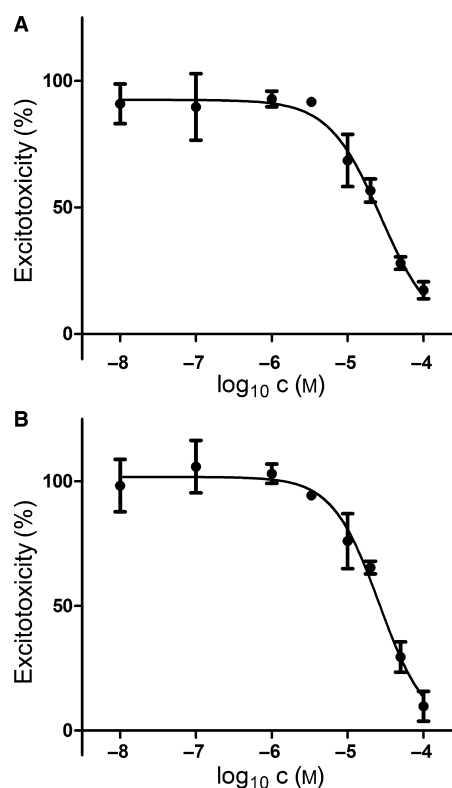 A
Excitotoxicity (%)
100
50
0
–8 –7 –6 –5 –4
log10 c (M)
B
Excitotoxicity (%)
100
50
0
–8 –7 –6 –5 –4
log10 c (M)